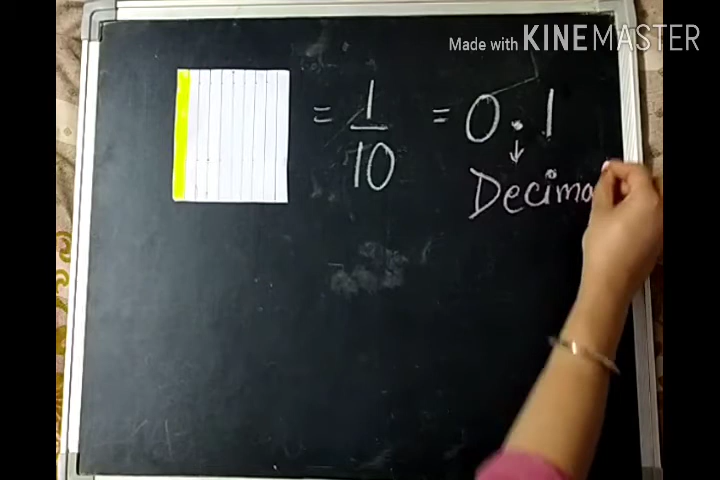 Made with KINEMASTER
= 1/10 = 0.1
Decima